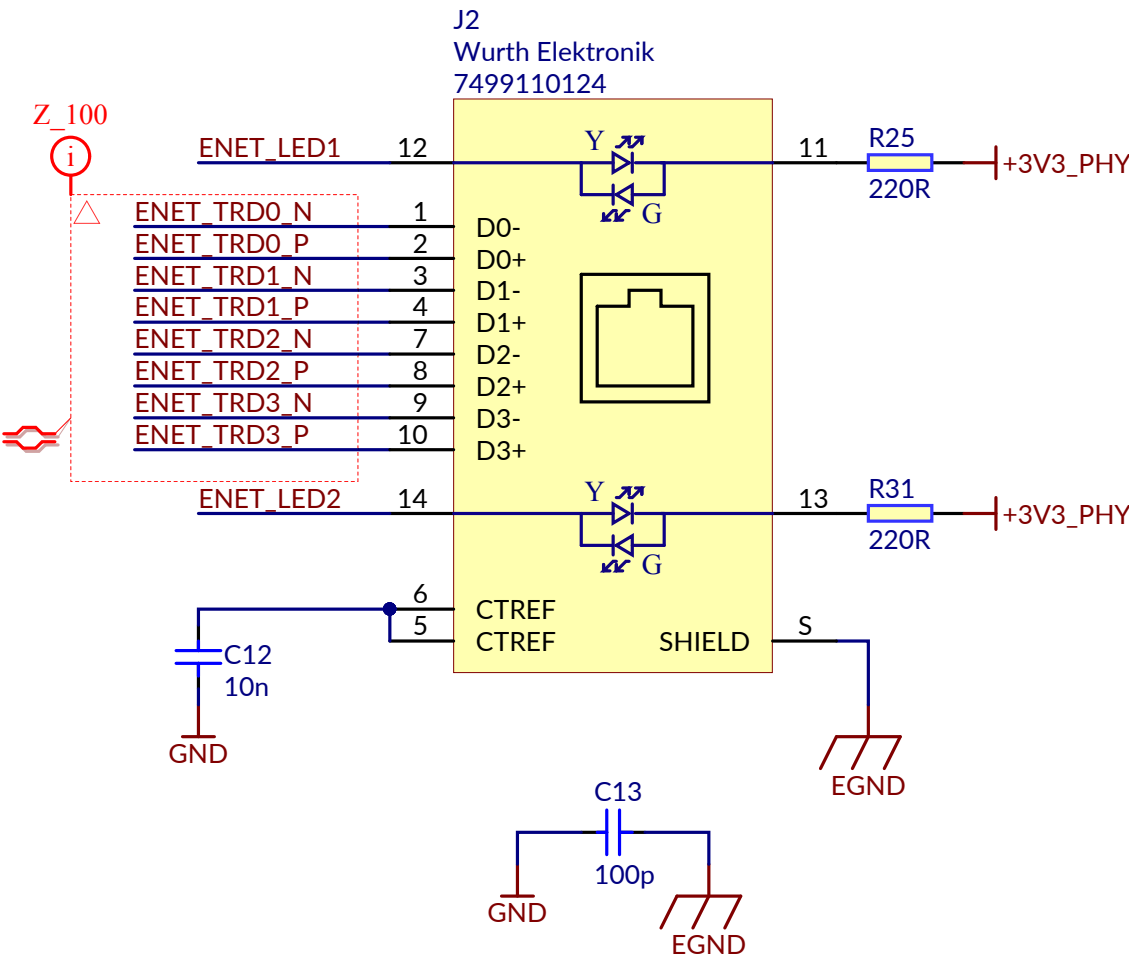 J2
Wurth Elektronik
7499110124
Z_100
i
ENET_LED1 12 Y 11 R25 +3V3_PHY
220R
G
ENET_TRD0_N 1 D0-
ENET_TRD0_P 2 D0+
ENET_TRD1_N 3 D1-
ENET_TRD1_P 4 D1+
ENET_TRD2_N 7 D2-
ENET_TRD2_P 8 D2+
ENET_TRD3_N 9 D3-
ENET_TRD3_P 10 D3+
ENET_LED2 14 Y 13 R31 +3V3_PHY
220R
G
6 CTREF
5 CTREF SHIELD S
C12
10n
GND
EGND
C13
100p
GND
EGND